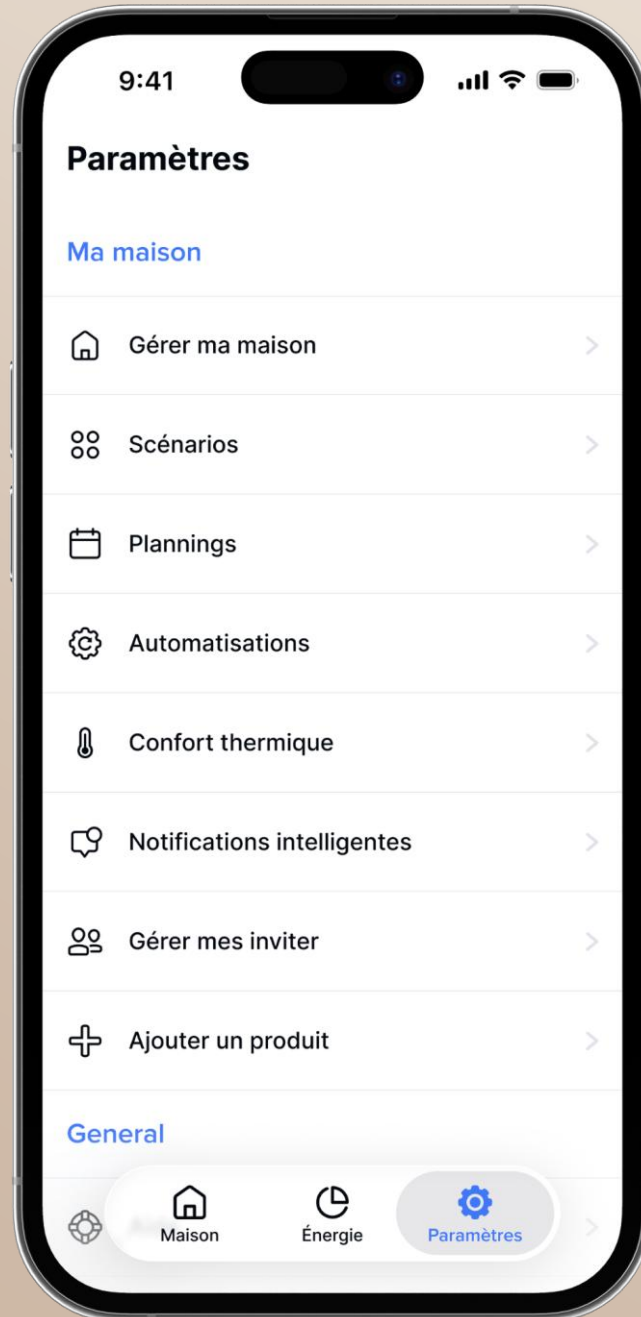 9:41
Paramètres
Ma maison
Gérer ma maison
Scénarios
Plannings
Automatisations
Confort thermique
Notifications intelligentes
Gérer mes inviter
Ajouter un produit
General
Maison
Énergie
Paramètres